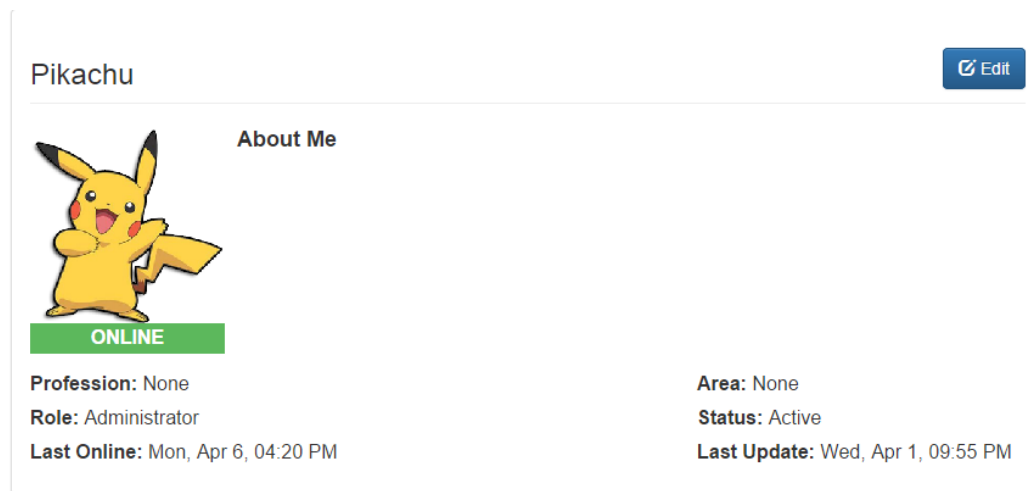 Pikachu
Edit
About Me
ONLINE
Profession: None
Area: None
Role: Administrator
Status: Active
Last Online: Mon, Apr 6, 04:20 PM
Last Update: Wed, Apr 1, 09:55 PM